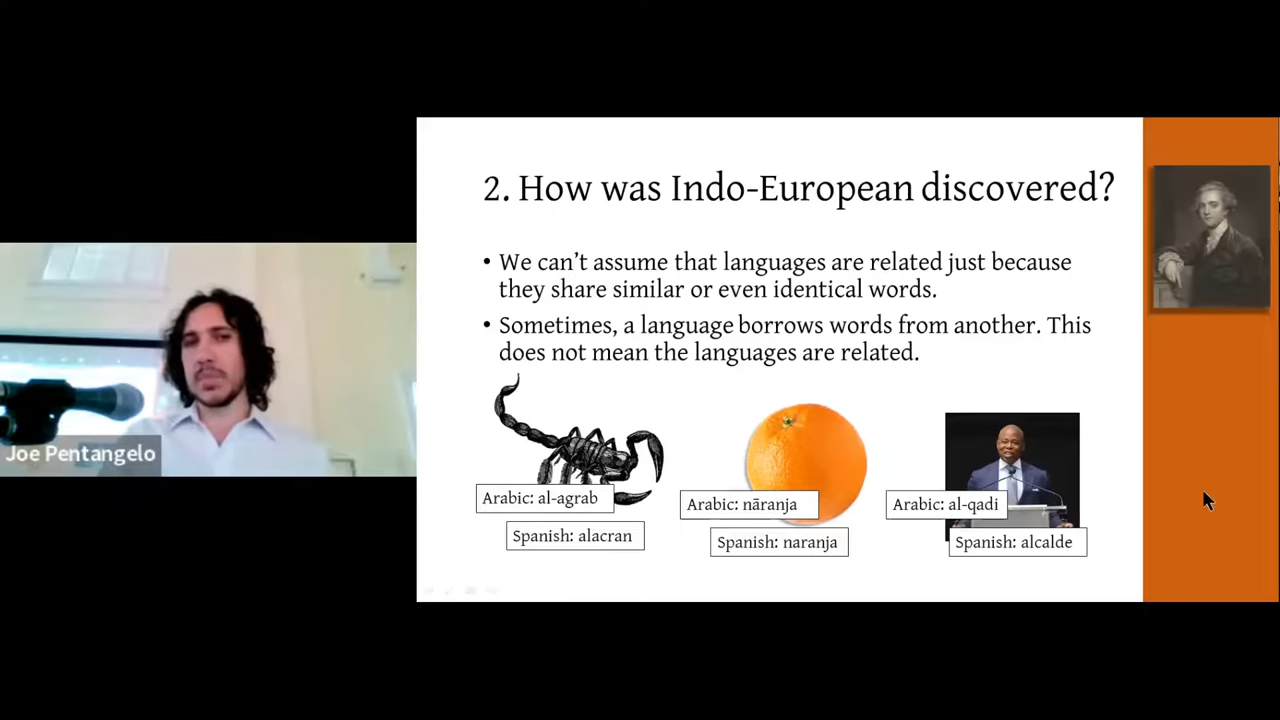 2. How was Indo-European discovered?
• We can't assume that languages are related just because
they share similar or even identical words.
• Sometimes, a language borrows words from another. This
does not mean the languages are related.
Joe Pentangelo
Arabic: al-agrab
Spanish: alacran
Arabic: nāranja
Spanish: naranja
Arabic: al-qadi
Spanish: alcalde